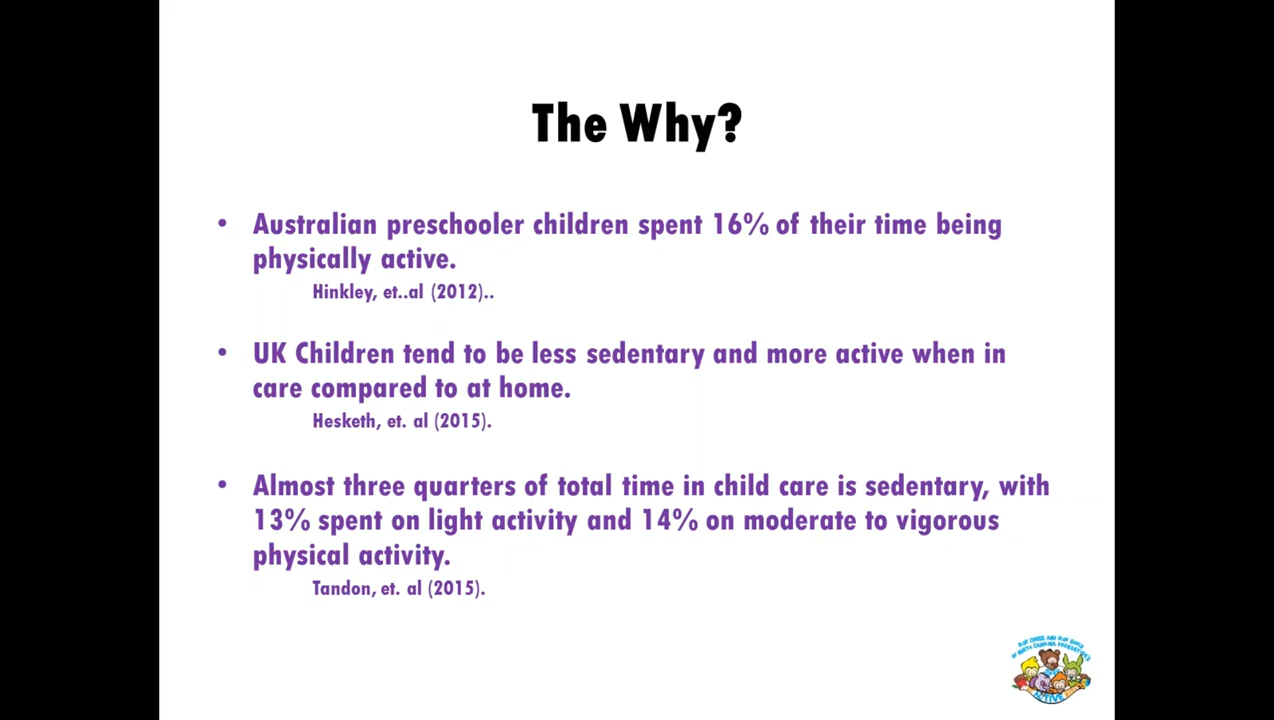 The Why?
• Australian preschooler children spent 16% of their time being
physically active.
Hinkley, et..al (2012)..
• UK Children tend to be less sedentary and more active when in
care compared to at home.
Hesketh, et. al (2015).
• Almost three quarters of total time in child care is sedentary, with
13% spent on light activity and 14% on moderate to vigorous
physical activity.
Tandon, et. al (2015).
ACTIVE